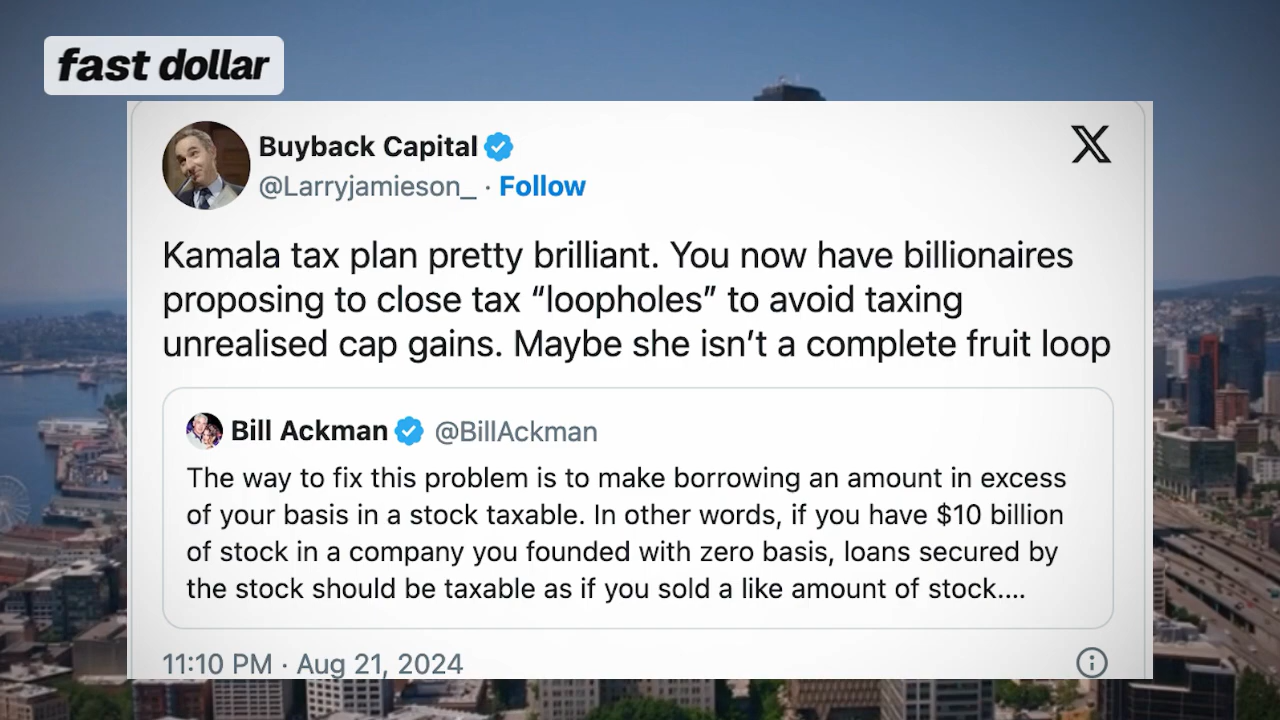 fast dollar
Buyback Capital
@Larryjamieson_ · Follow
Kamala tax plan pretty brilliant. You now have billionaires
proposing to close tax “loopholes” to avoid taxing
unrealised cap gains. Maybe she isn’t a complete fruit loop
Bill Ackman @BillAckman
The way to fix this problem is to make borrowing an amount in excess
of your basis in a stock taxable. In other words, if you have $10 billion
of stock in a company you founded with zero basis, loans secured by
the stock should be taxable as if you sold a like amount of stock....
11:10 PM · Aug 21, 2024